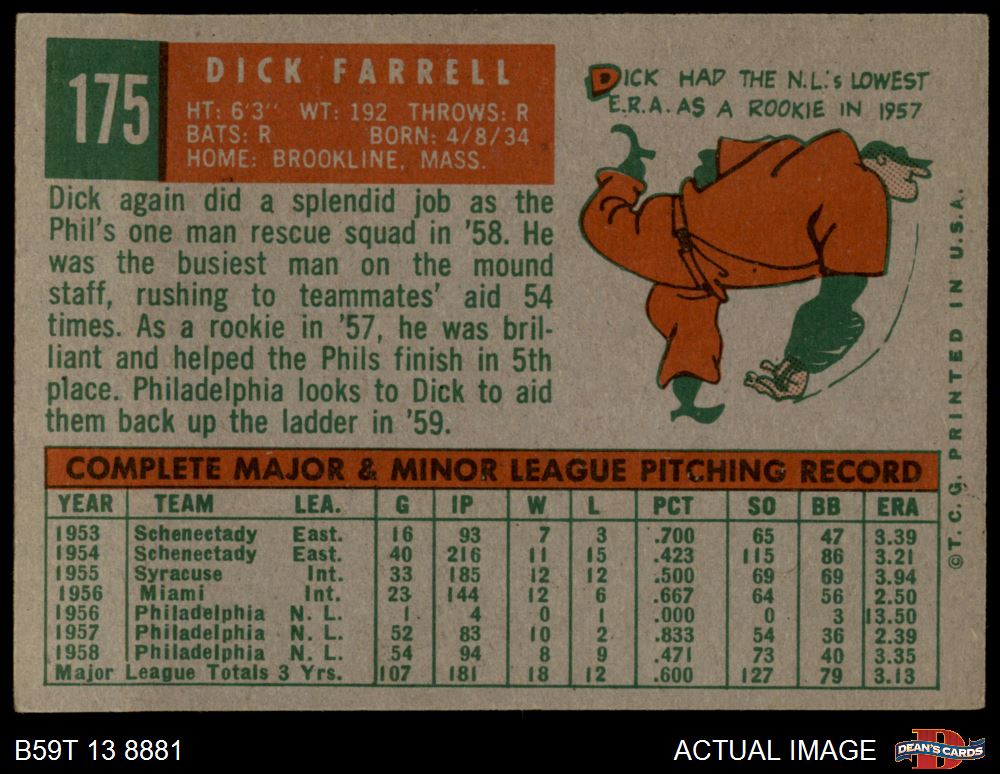 175
DICK FARRELL
HT: 6'3" WT: 192 THROWS: R
BATS: R BORN: 4/8/34
HOME: BROOKLINE, MASS.
DICK HAD THE N.L.'s LOWEST
E.R.A. AS A ROOKIE IN 1957
Dick again did a splendid job as the
Phil's one man rescue squad in '58. He
was the busiest man on the mound
staff, rushing to teammates' aid 54
times. As a rookie in '57, he was bril-
liant and helped the Phils finish in 5th
place. Philadelphia looks to Dick to aid
them back up the ladder in '59.
COMPLETE MAJOR & MINOR LEAGUE PITCHING RECORD
YEAR TEAM LEA. G IP W L PCT SO BB ERA
1953 Schenectady East. 16 93 7 3 .700 65 47 3.39
1954 Schenectady East. 40 216 11 15 .423 115 86 3.21
1955 Syracuse Int. 33 185 12 12 .500 69 69 3.94
1956 Miami Int. 23 144 12 6 .667 64 56 2.50
1956 Philadelphia N. L. 1 4 0 1 .000 0 3 13.50
1957 Philadelphia N. L. 52 83 10 2 .833 54 36 2.39
1958 Philadelphia N. L. 54 94 8 9 .471 73 40 3.35
Major League Totals 3 Yrs. 107 181 18 12 .600 127 79 3.13
© T. C. G. PRINTED IN U.S.A.
B59T 13 8881
ACTUAL IMAGE
D
DEAN'S CARDS